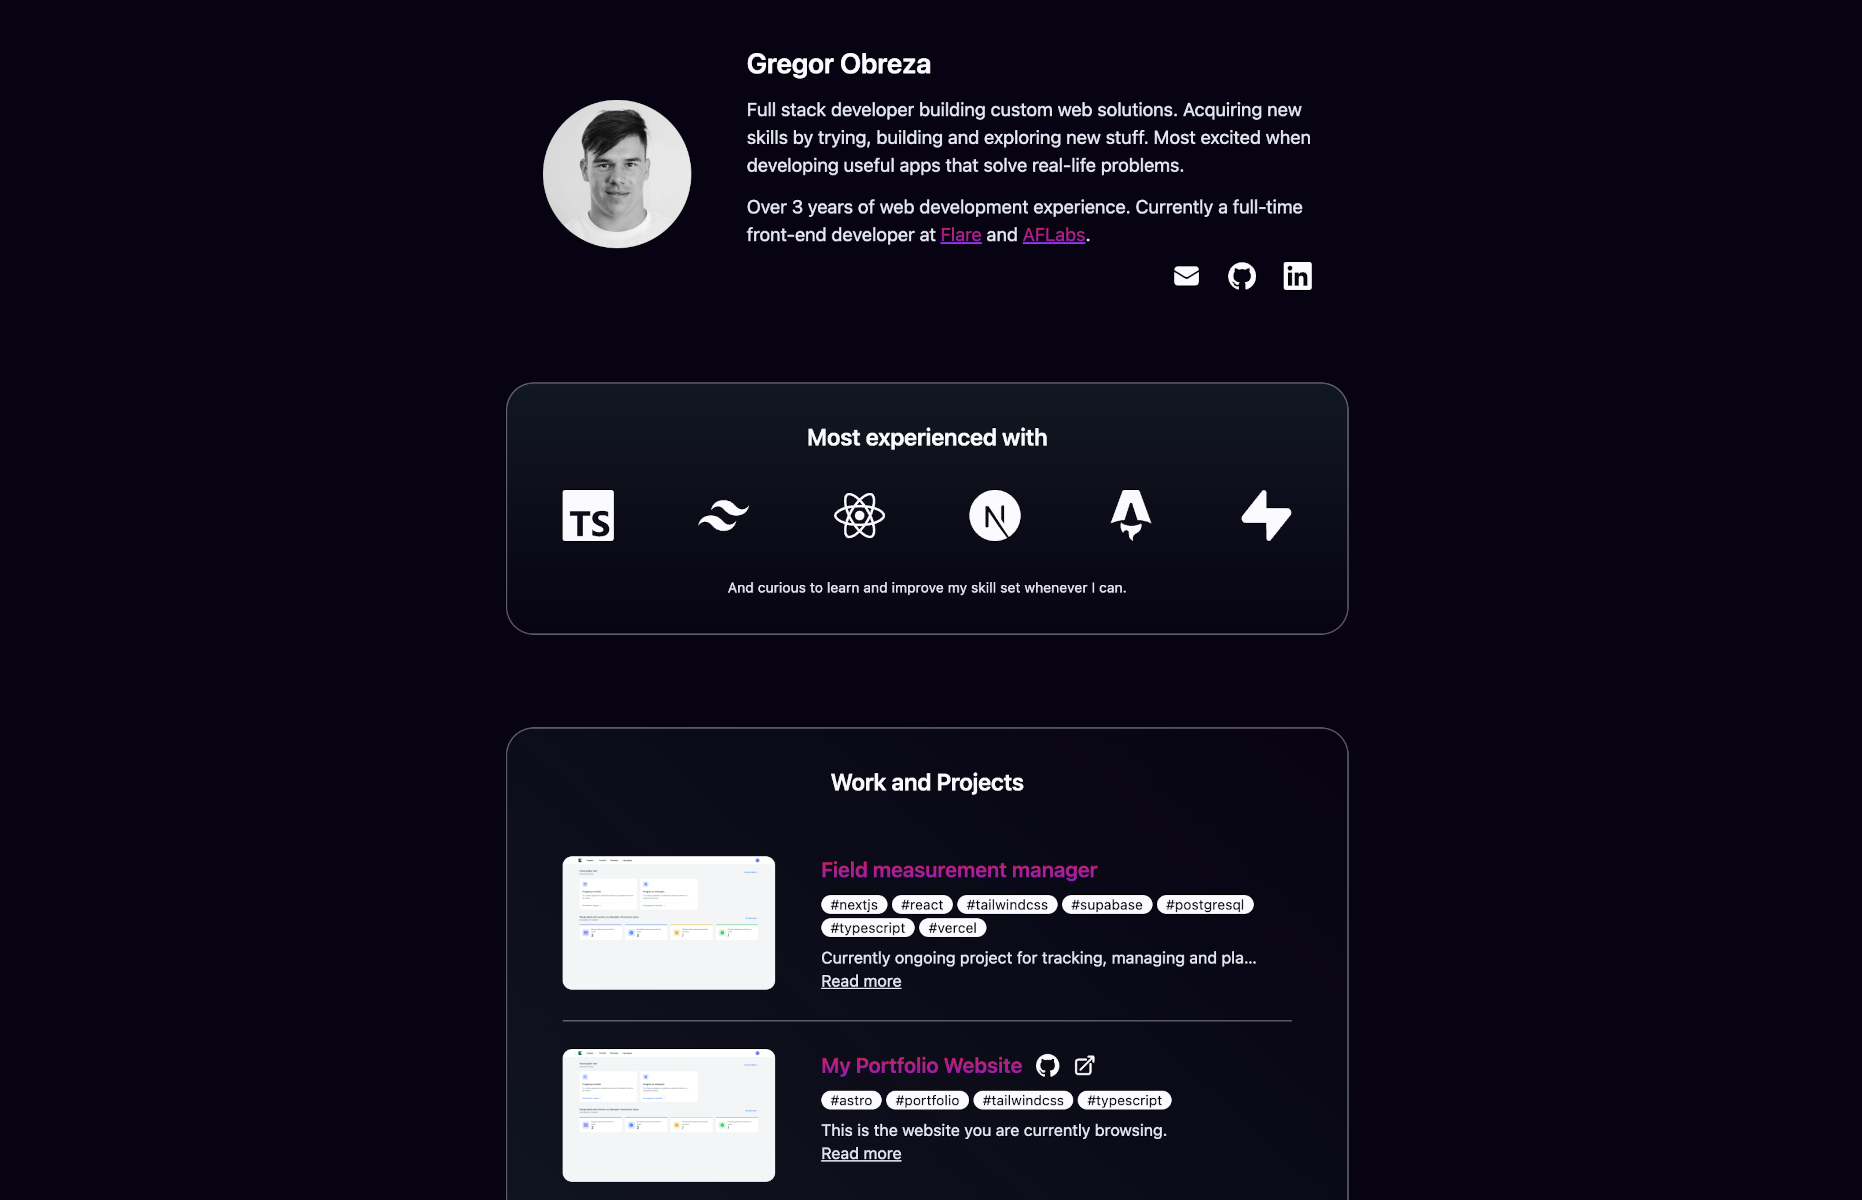 Gregor Obreza
Full stack developer building custom web solutions. Acquiring new
skills by trying, building and exploring new stuff. Most excited when
developing useful apps that solve real-life problems.
Over 3 years of web development experience. Currently a full-time
front-end developer at Flare and AFLabs.
in
Most experienced with
TS
N
And curious to learn and improve my skill set whenever I can.
Work and Projects
Field measurement manager
#nextjs #react #tailwindcss #supabase #postgresql
#typescript #vercel
Currently ongoing project for tracking, managing and pla...
Read more
My Portfolio Website
#astro #portfolio #tailwindcss #typescript
This is the website you are currently browsing.
Read more